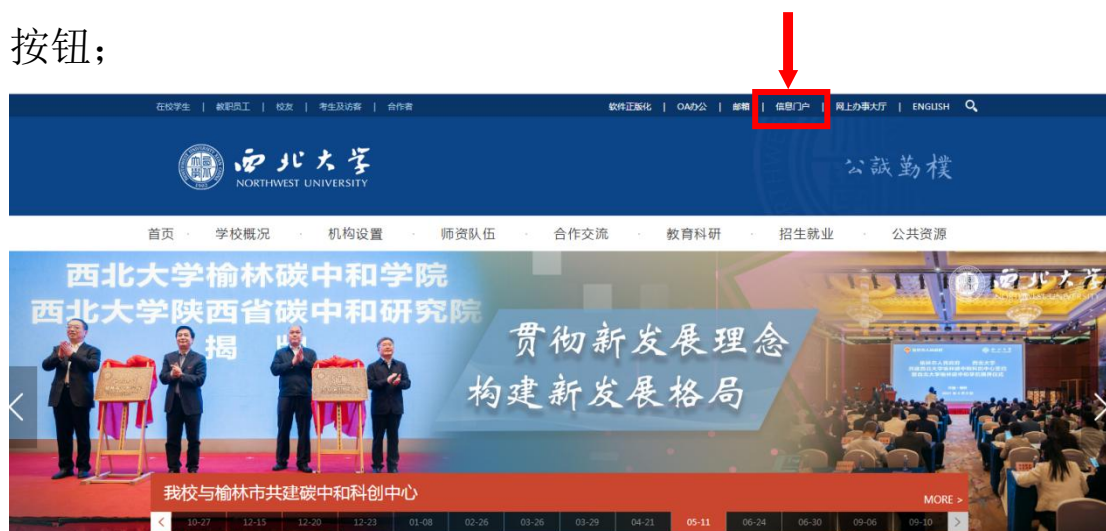 按钮；
在校学生 | 教职员工 | 校友 | 考生及访客 | 合作者
软件正版化 | OA办公 | 邮箱 | 信息门户 | 网上办事大厅 | ENGLISH
西北大学
NORTHWEST UNIVERSITY
公诚勤朴
首页 · 学校概况 · 机构设置 · 师资队伍 · 合作交流 · 教育科研 · 招生就业 · 公共资源
西北大学榆林碳中和学院
西北大学陕西省碳中和研究院
揭 牌
贯彻新发展理念
构建新发展格局
西北大学
我校与榆林市共建碳中和科创中心
MORE >
< 10-27 12-15 12-20 12-23 01-08 02-26 03-26 03-29 04-21 05-11 06-24 06-30 09-06 09-10 >